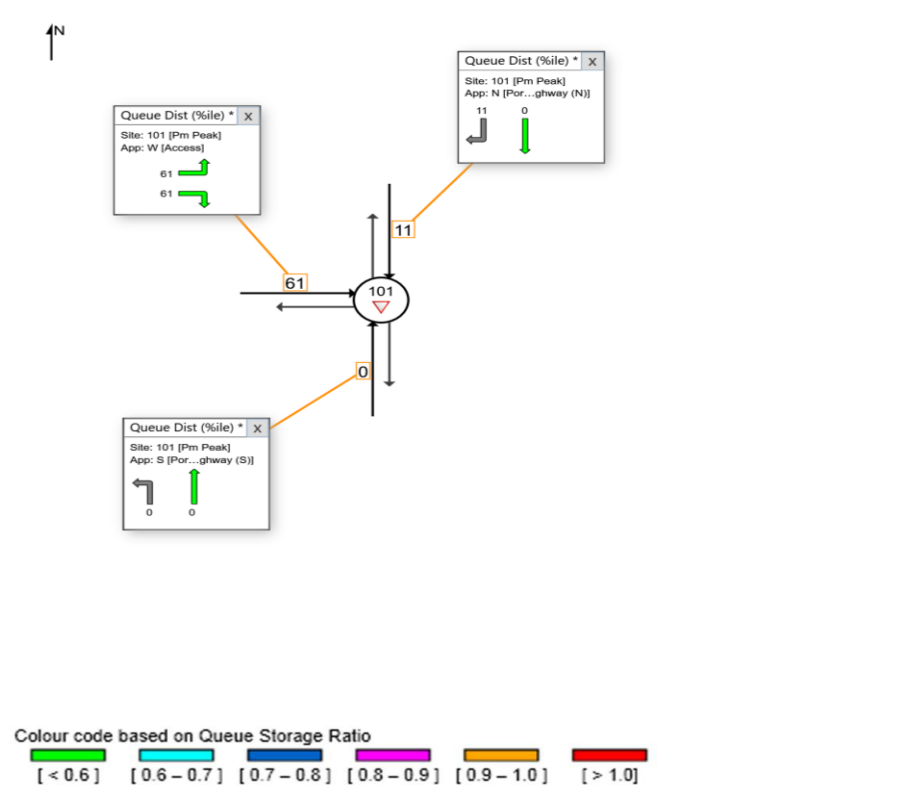 N
Queue Dist (%ile) * x
Site: 101 [Pm Peak]
App: N [Por...ghway (N)]
11 0
Queue Dist (%ile) * x
Site: 101 [Pm Peak]
App: W [Access]
61
61
11
61
101
0
Queue Dist (%ile) * x
Site: 101 [Pm Peak]
App: S [Por...ghway (S)]
0 0
Colour code based on Queue Storage Ratio
[ < 0.6 ] [ 0.6 – 0.7 ] [ 0.7 – 0.8 ] [ 0.8 – 0.9 ] [ 0.9 – 1.0 ] [ > 1.0]